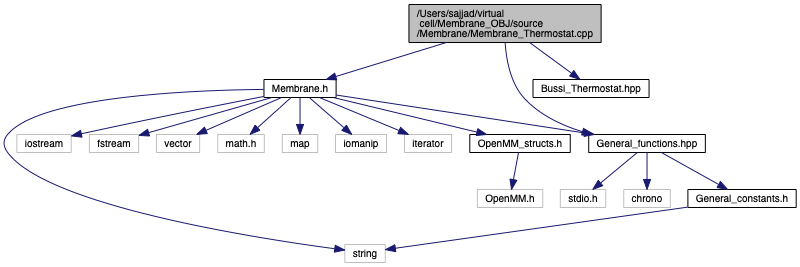 /Users/sajjad/virtual
cell/Membrane_OBJ/source
/Membrane/Membrane_Thermostat.cpp
Membrane.h
Bussi_Thermostat.hpp
iostream
fstream
vector
math.h
map
iomanip
iterator
OpenMM_structs.h
General_functions.hpp
OpenMM.h
stdio.h
chrono
General_constants.h
string